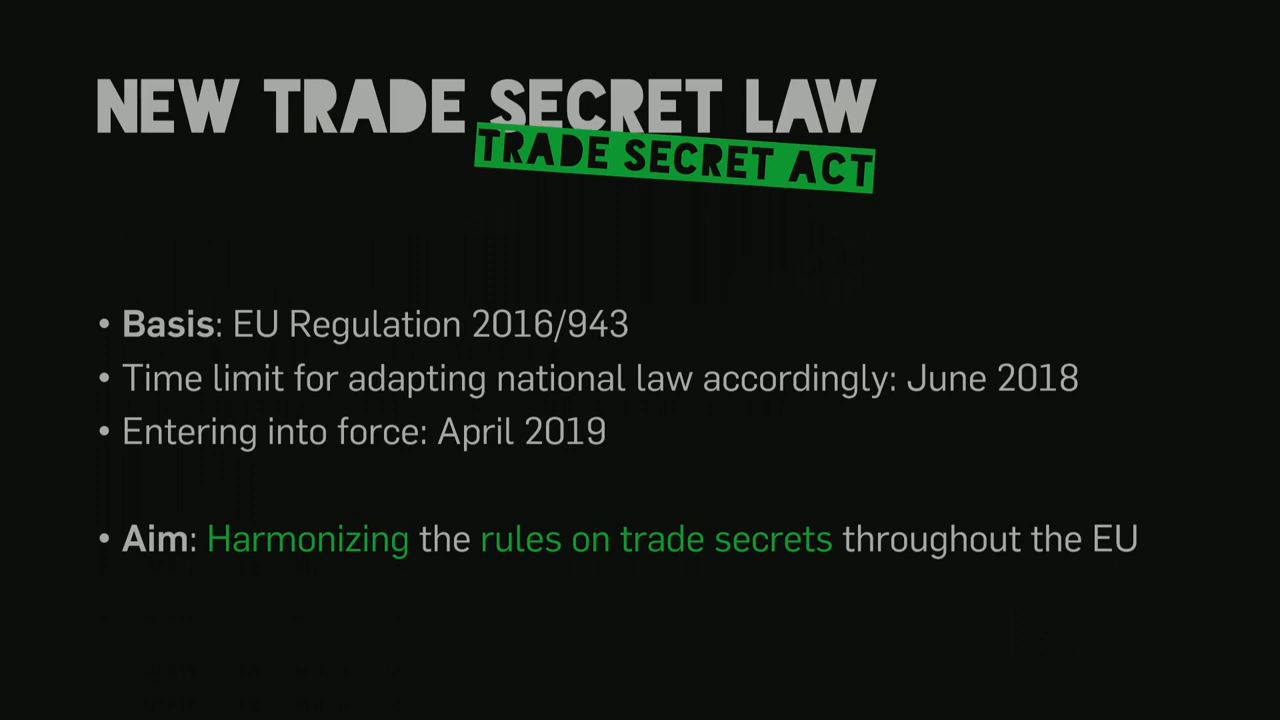 NEW TRADE SECRET LAW
TRADE SECRET ACT
• Basis: EU Regulation 2016/943
• Time limit for adapting national law accordingly: June 2018
• Entering into force: April 2019
• Aim: Harmonizing the rules on trade secrets throughout the EU